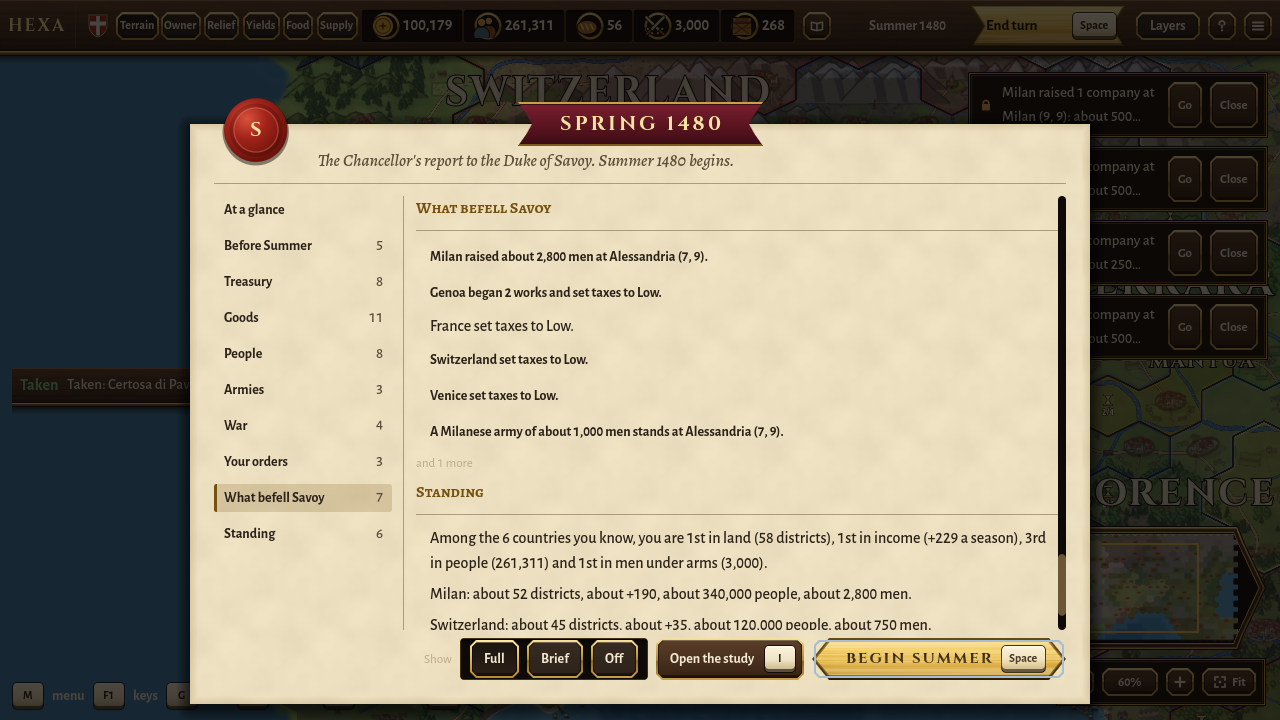 HEXA
Terrain
Owner
Relief
Yields
Food
Supply
100,179
261,311
56
3,000
268
Summer 1480
End turn
Space
Layers
?
SWITZERLAND
Milan raised 1 company at
Milan (9, 9): about 500...
Go
Close
company at
out 500...
Go
Close
company at
out 250...
Go
Close
company at
out 500...
Go
Close
MANTUA
ORENCE
Taken
Taken: Certosa di Pav
S
SPRING 1480
The Chancellor's report to the Duke of Savoy. Summer 1480 begins.
At a glance
Before Summer 5
Treasury 8
Goods 11
People 8
Armies 3
War 4
Your orders 3
What befell Savoy 7
Standing 6
What befell Savoy
Milan raised about 2,800 men at Alessandria (7, 9).
Genoa began 2 works and set taxes to Low.
France set taxes to Low.
Switzerland set taxes to Low.
Venice set taxes to Low.
A Milanese army of about 1,000 men stands at Alessandria (7, 9).
and 1 more
Standing
Among the 6 countries you know, you are 1st in land (58 districts), 1st in income (+229 a season), 3rd
in people (261,311) and 1st in men under arms (3,000).
Milan: about 52 districts, about +190, about 340,000 people, about 2,800 men.
Switzerland: about 45 districts, about +35, about 120,000 people, about 750 men.
Show
Full
Brief
Off
Open the study
I
BEGIN SUMMER
Space
M
menu
F1
keys
G
60%
+
Fit